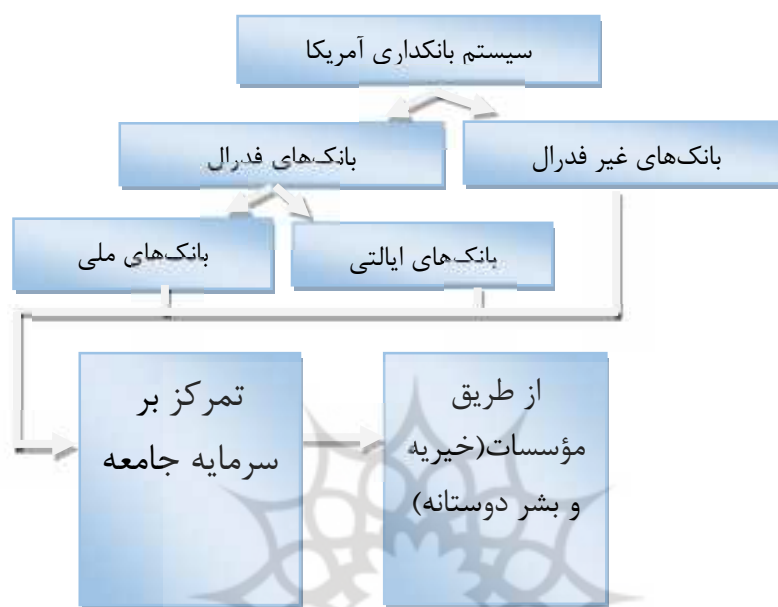 سیستم بانکداری آمریکا
بانک‌های غیر فدرال
بانک‌های فدرال
بانک‌های ایالتی
بانک‌های ملی
تمرکز بر
سرمایه جامعه
از طریق
مؤسسات(خیریه
و بشر دوستانه)